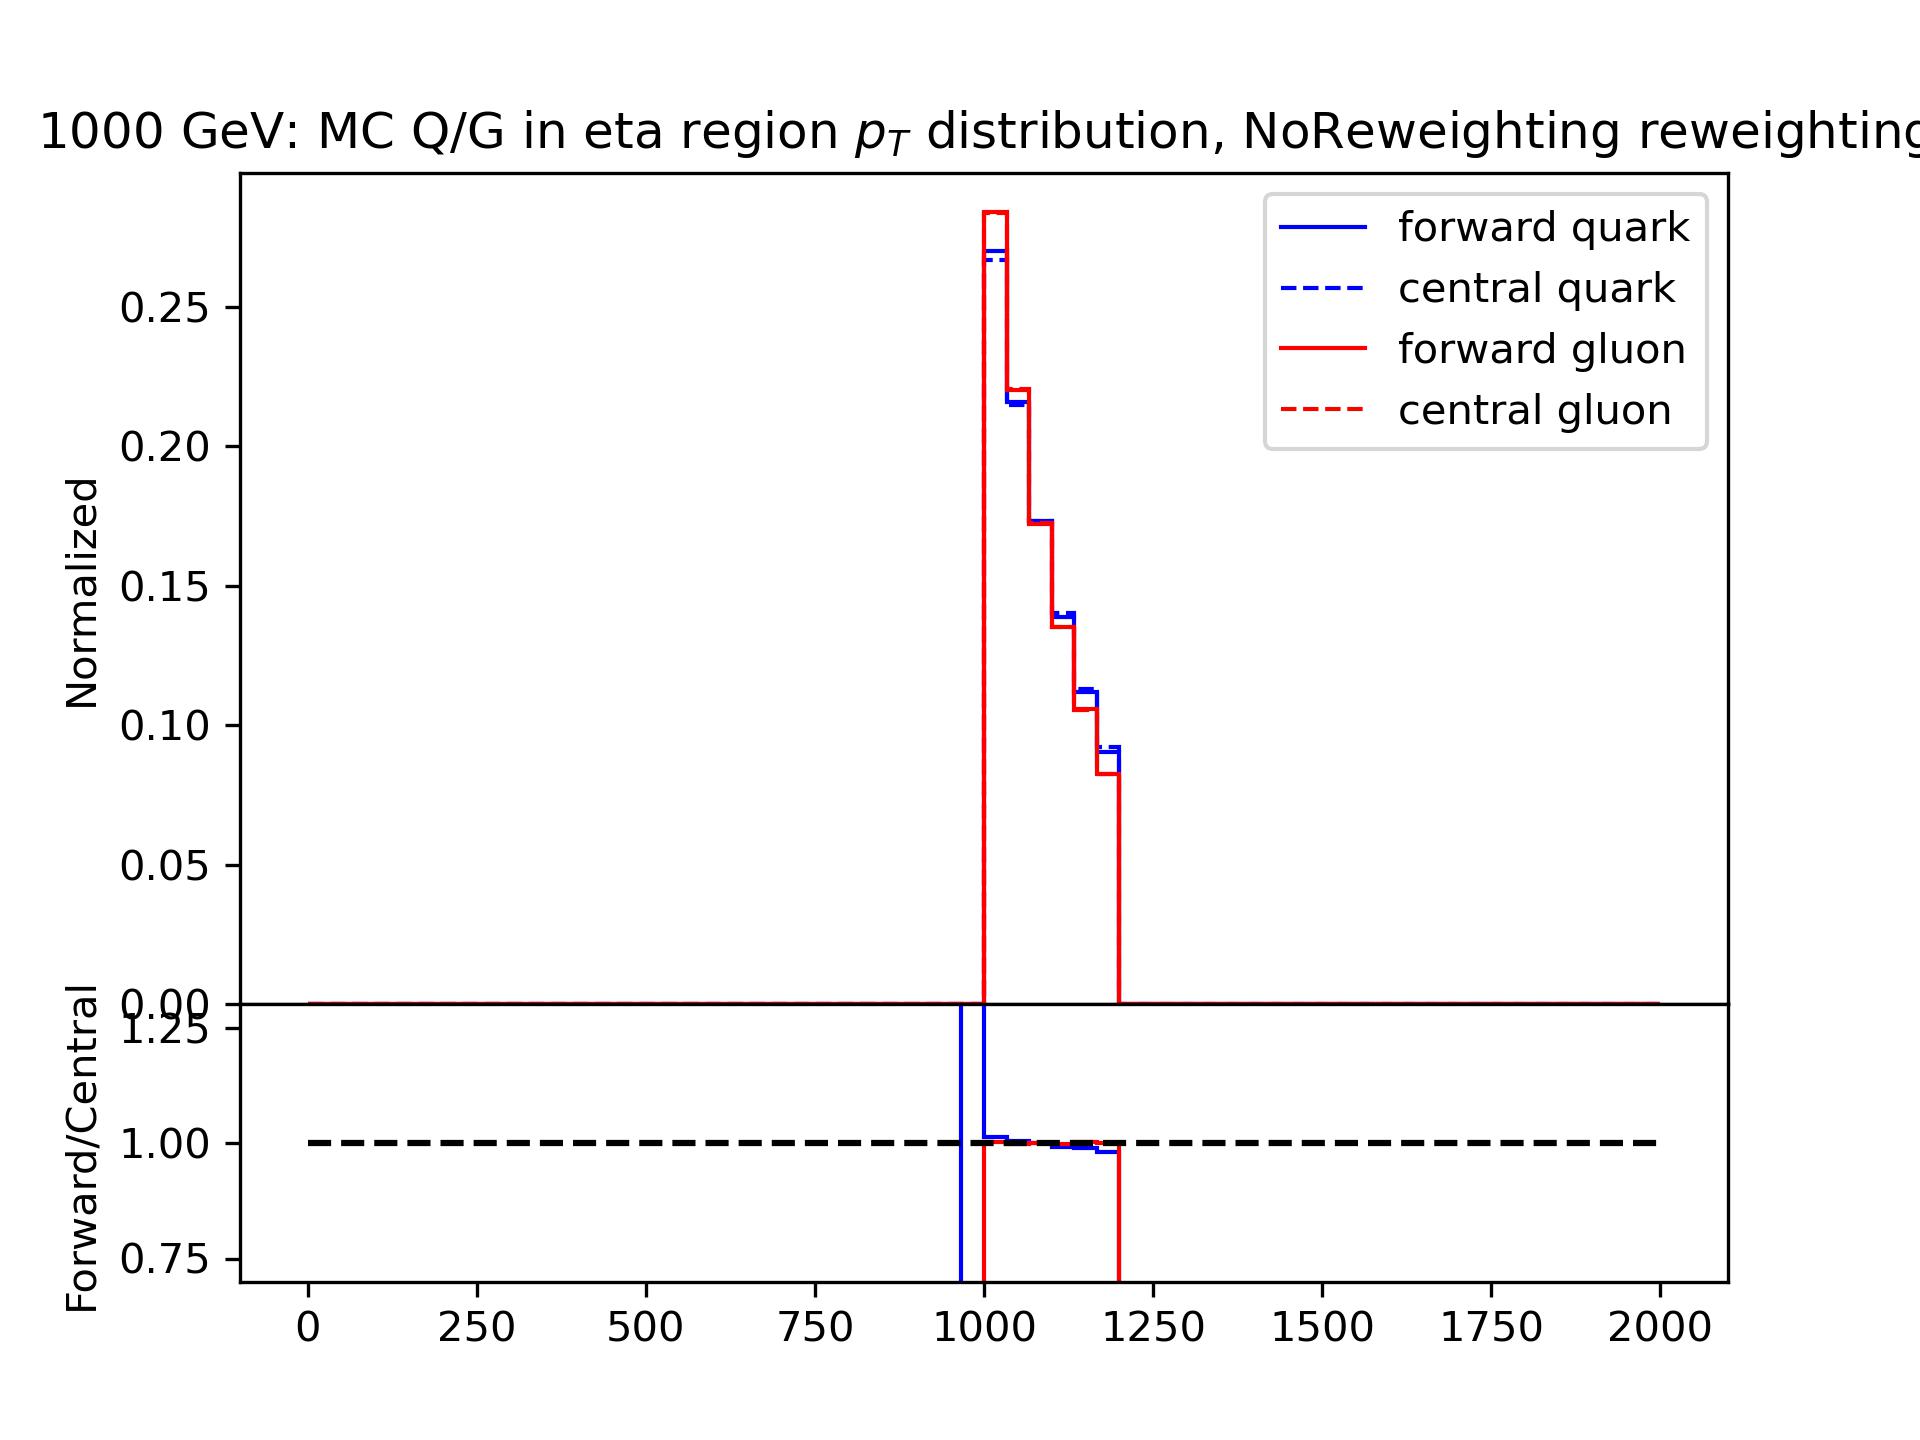 1000 GeV: MC Q/G in eta region pT distribution, NoReweighting reweighting
forward quark
central quark
forward gluon
central gluon
Normalized
0.25
0.20
0.15
0.10
0.05
0.00
Forward/Central
1.25
1.00
0.75
0 250 500 750 1000 1250 1500 1750 2000